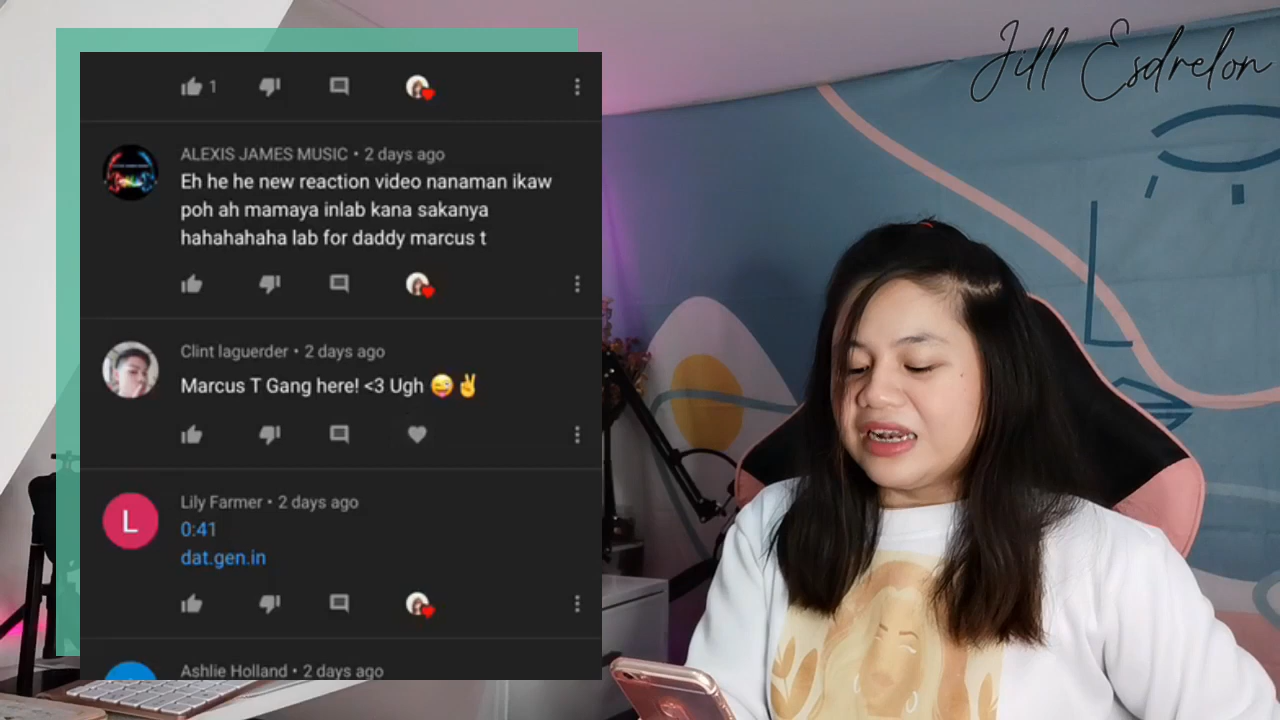 Jill Esdrelon
1
ALEXIS JAMES MUSIC • 2 days ago
Eh he he new reaction video nanaman ikaw
poh ah mamaya inlab kana sakanya
hahahahaha lab for daddy marcus t
Clint laguerder • 2 days ago
Marcus T Gang here! <3 Ugh 😜✌️
L
Lily Farmer • 2 days ago
0:41
dat.gen.in
Ashlie Holland • 2 days ago